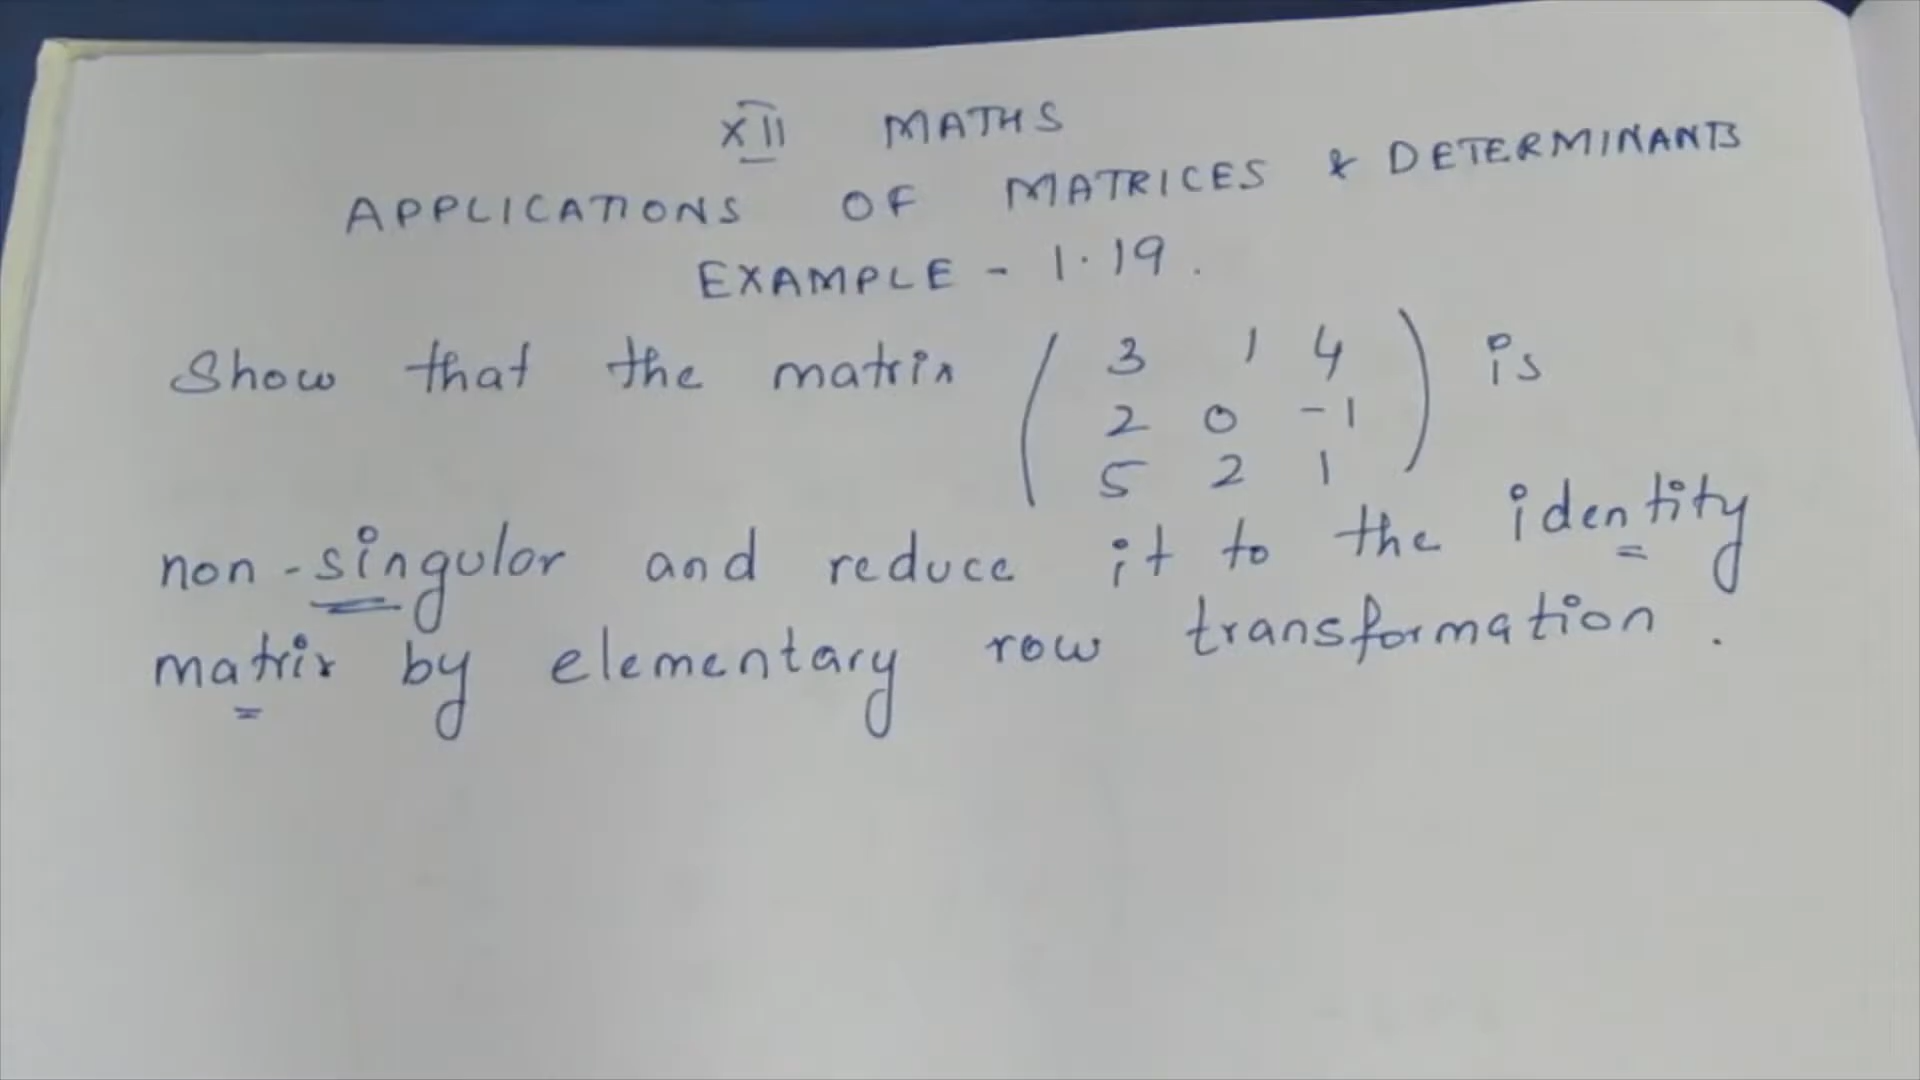 XII MATHS
APPLICATIONS OF MATRICES & DETERMINANTS
EXAMPLE - 1.19.
Show that the matrix ( 3 1 4 ) is
2 0 -1
5 2 1
non-singular and reduce it to the identity
matrix by elementary row transformation.